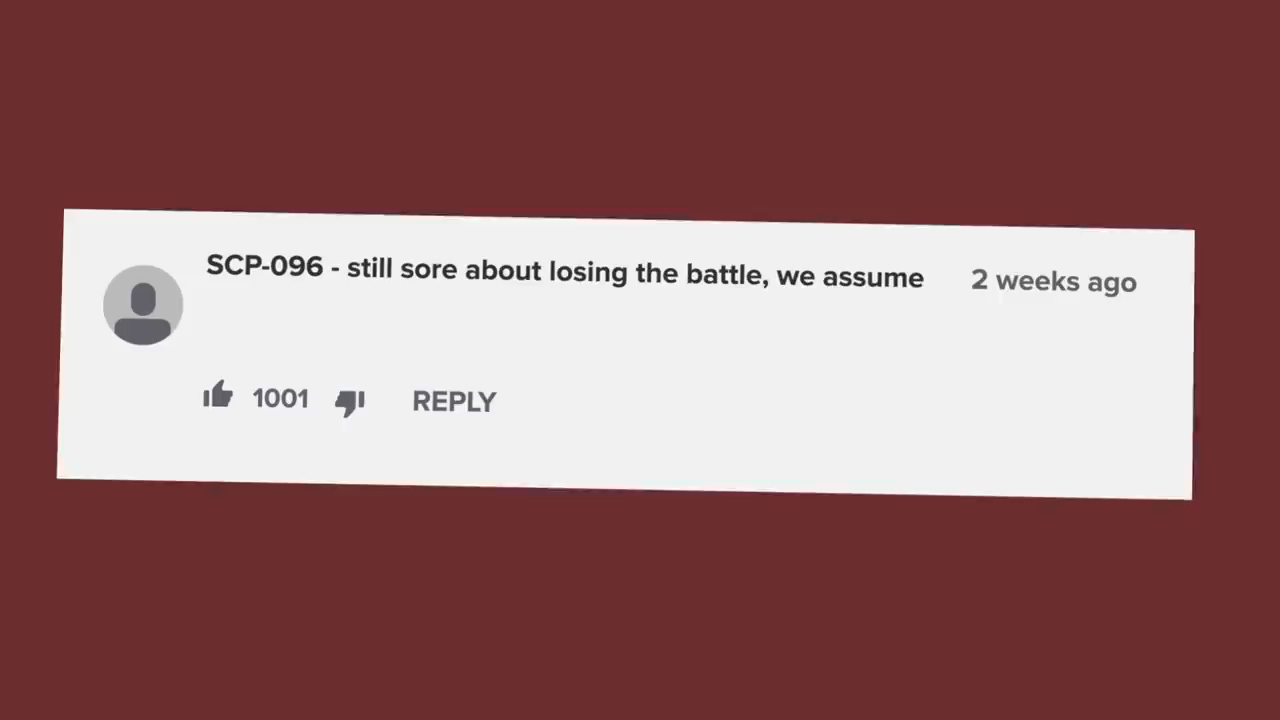 SCP-096 - still sore about losing the battle, we assume 2 weeks ago
1001 REPLY